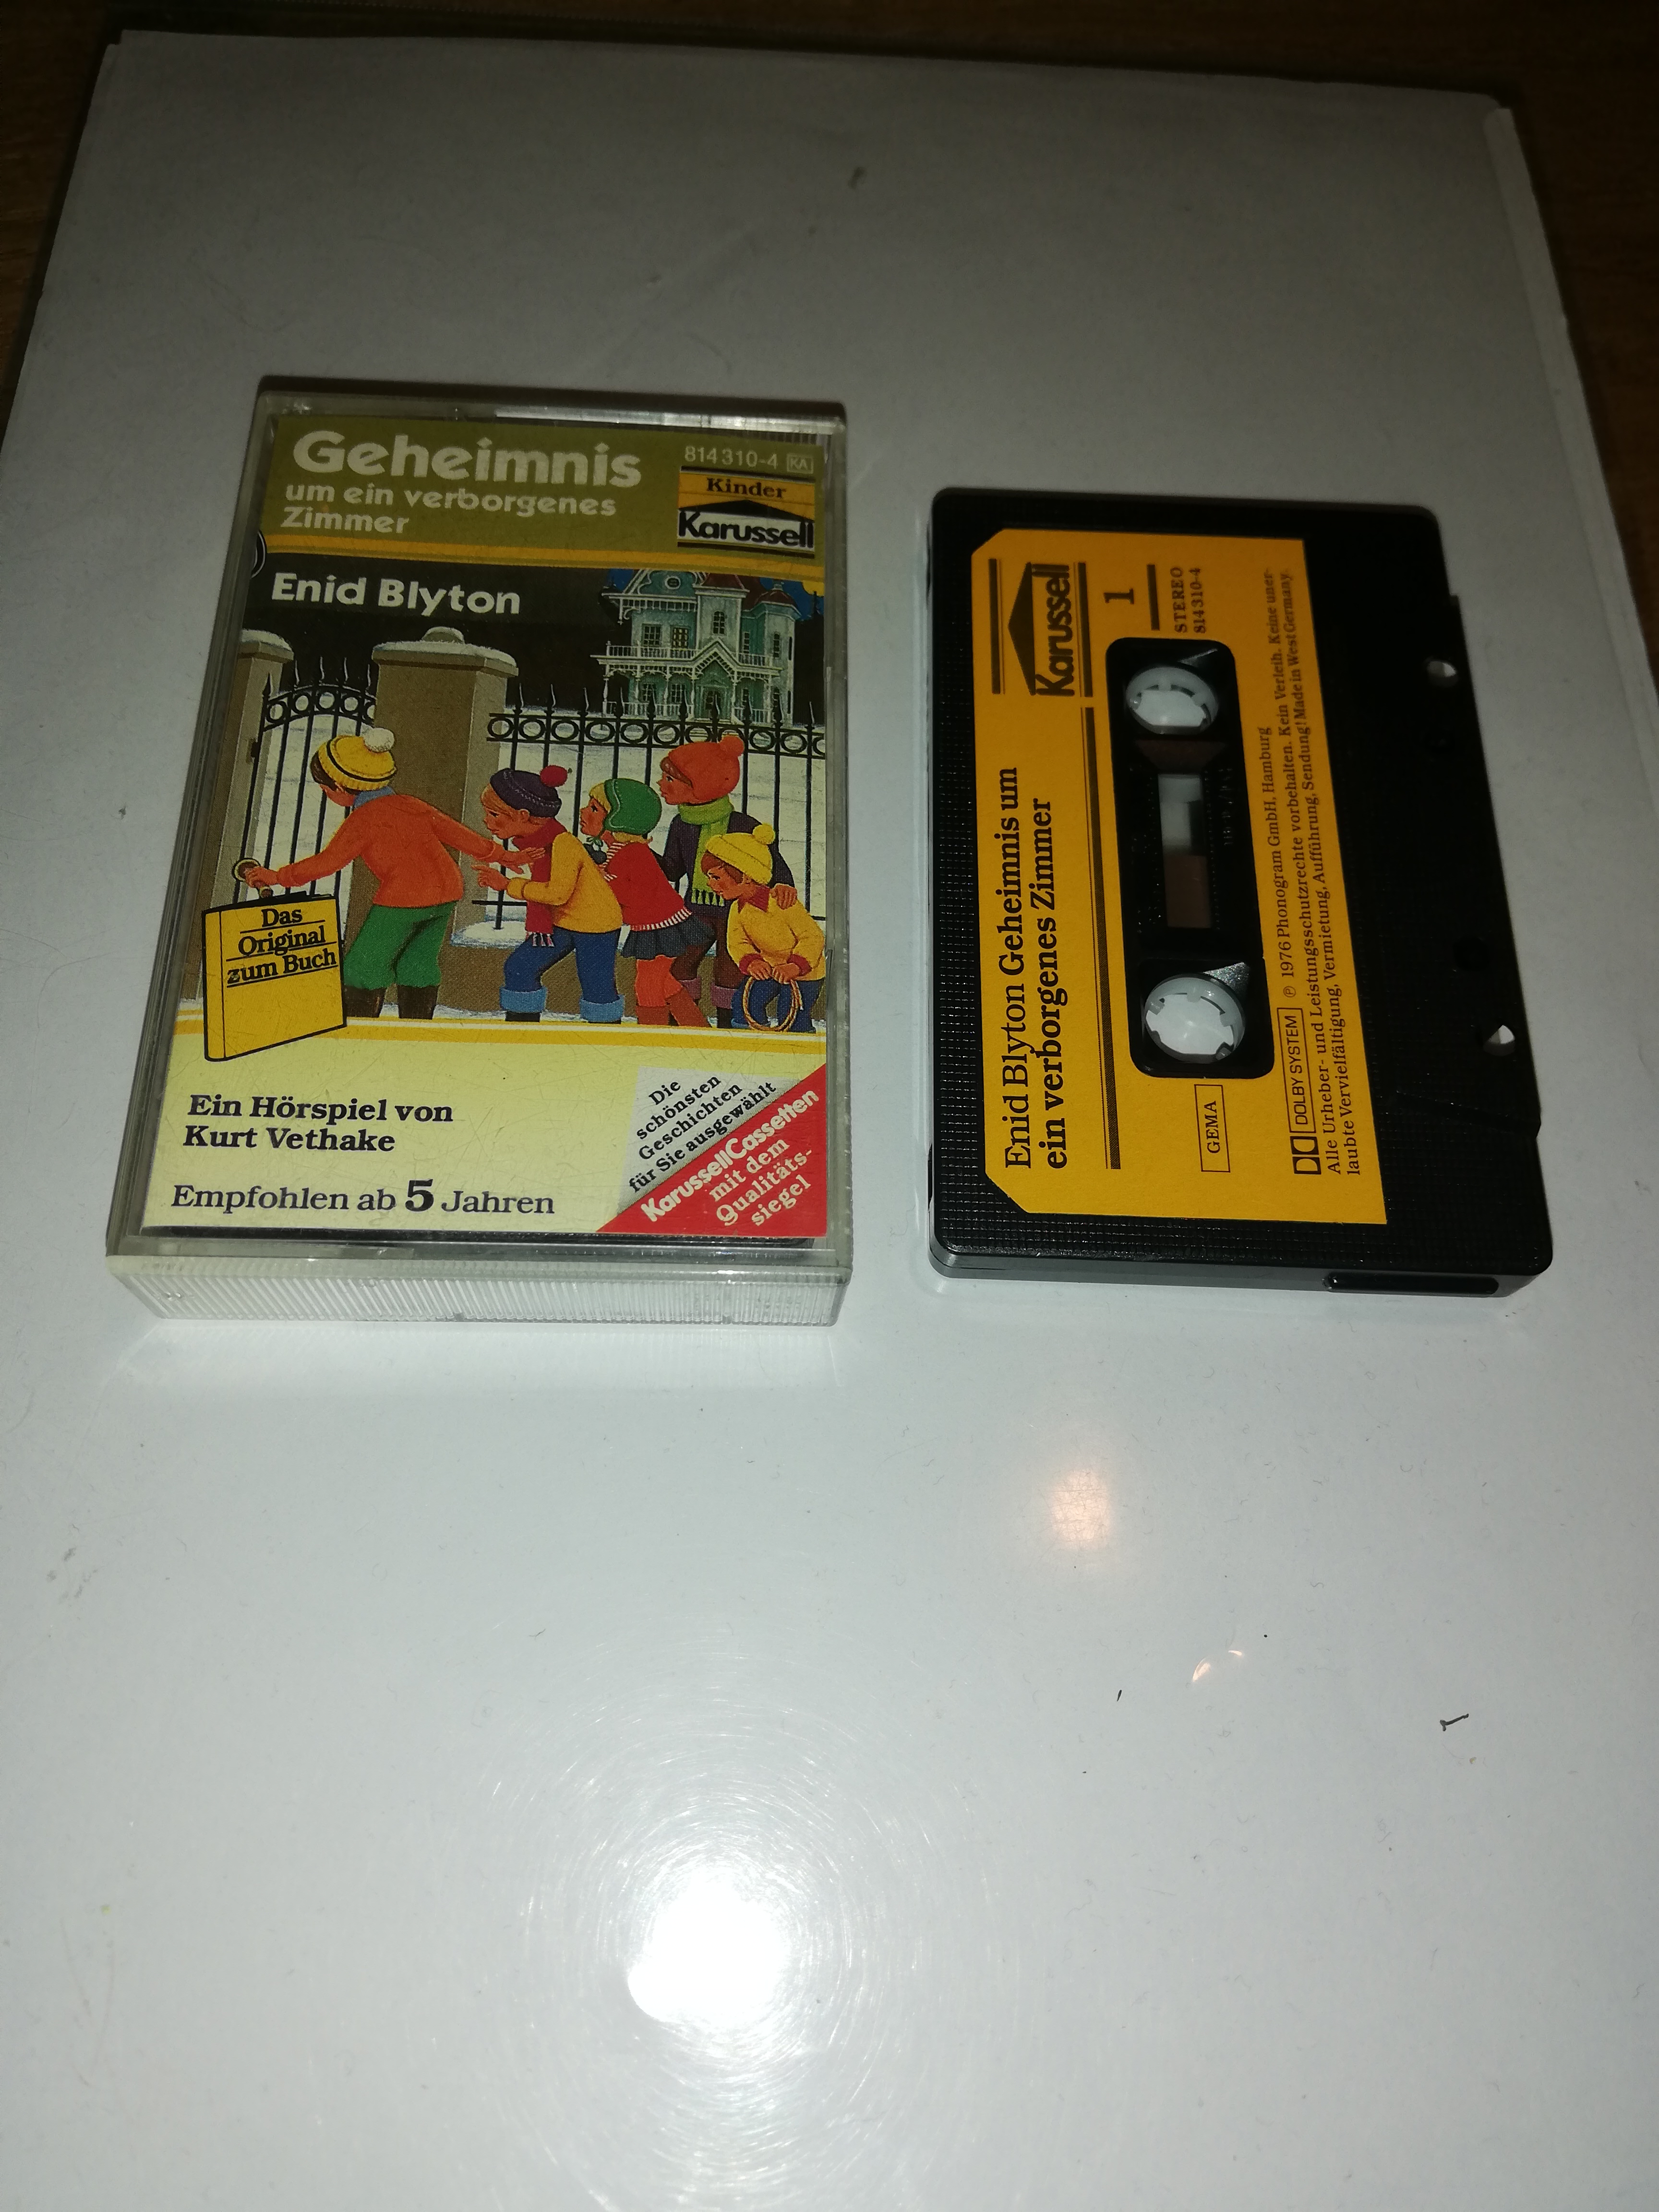 Geheimnis
um ein verborgenes
Zimmer
814 310-4 KA
Kinder
Karussell
Enid Blyton
Das
Original
zum Buch
Ein Hörspiel von
Kurt Vethake
Empfohlen ab 5 Jahren
Die
schönsten
Geschichten
für Sie ausgewählt
KarussellCassetten
mit dem
Qualitäts-
siegel
Karussell
1
STEREO
814310-4
Enid Blyton Geheimnis um
ein verborgenes Zimmer
GEMA
DOLBY SYSTEM ℗ 1976 Phonogram GmbH, Hamburg
Alle Urheber- und Leistungsschutzrechte vorbehalten. Kein Verleih. Keine uner-
laubte Vervielfältigung, Vermietung, Aufführung, Sendung! Made in West Germany.